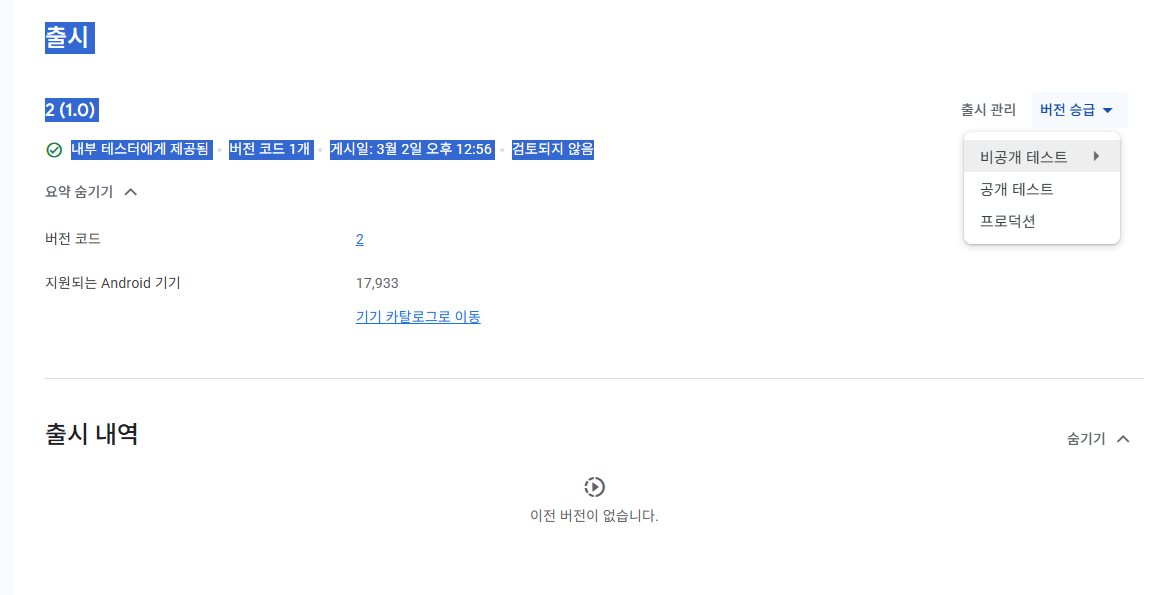 출시
2 (1.0)
출시 관리 버전 승급
내부 테스터에게 제공됨 • 버전 코드 1개 • 게시일: 3월 2일 오후 12:56 • 검토되지 않음
비공개 테스트
공개 테스트
프로덕션
요약 숨기기
버전 코드 2
지원되는 Android 기기 17,933
기기 카탈로그로 이동
출시 내역
숨기기
이전 버전이 없습니다.